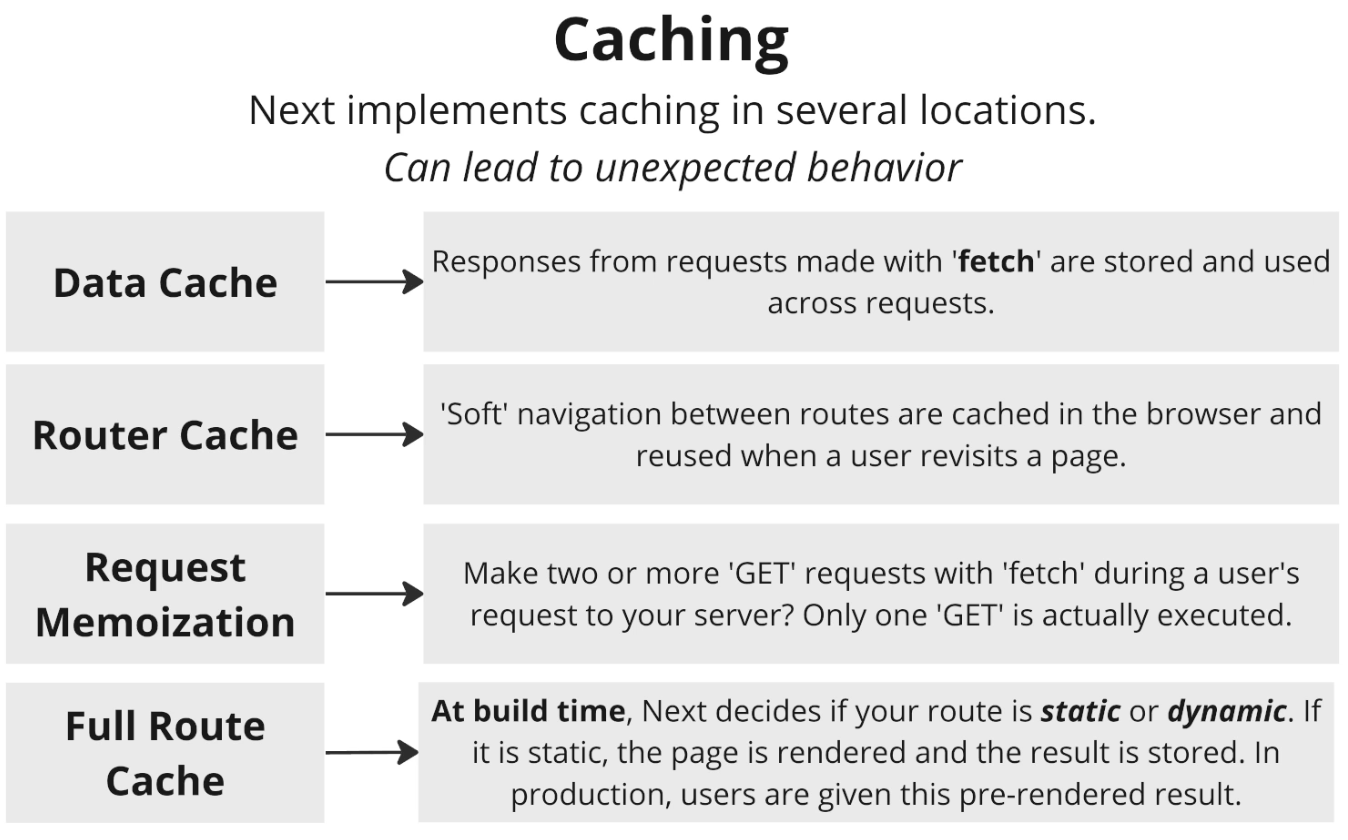 Caching
Next implements caching in several locations.
Can lead to unexpected behavior
Data Cache
Responses from requests made with 'fetch' are stored and used
across requests.
Router Cache
'Soft' navigation between routes are cached in the browser and
reused when a user revisits a page.
Request
Memoization
Make two or more 'GET' requests with 'fetch' during a user's
request to your server? Only one 'GET' is actually executed.
Full Route
Cache
At build time, Next decides if your route is static or dynamic. If
it is static, the page is rendered and the result is stored. In
production, users are given this pre-rendered result.